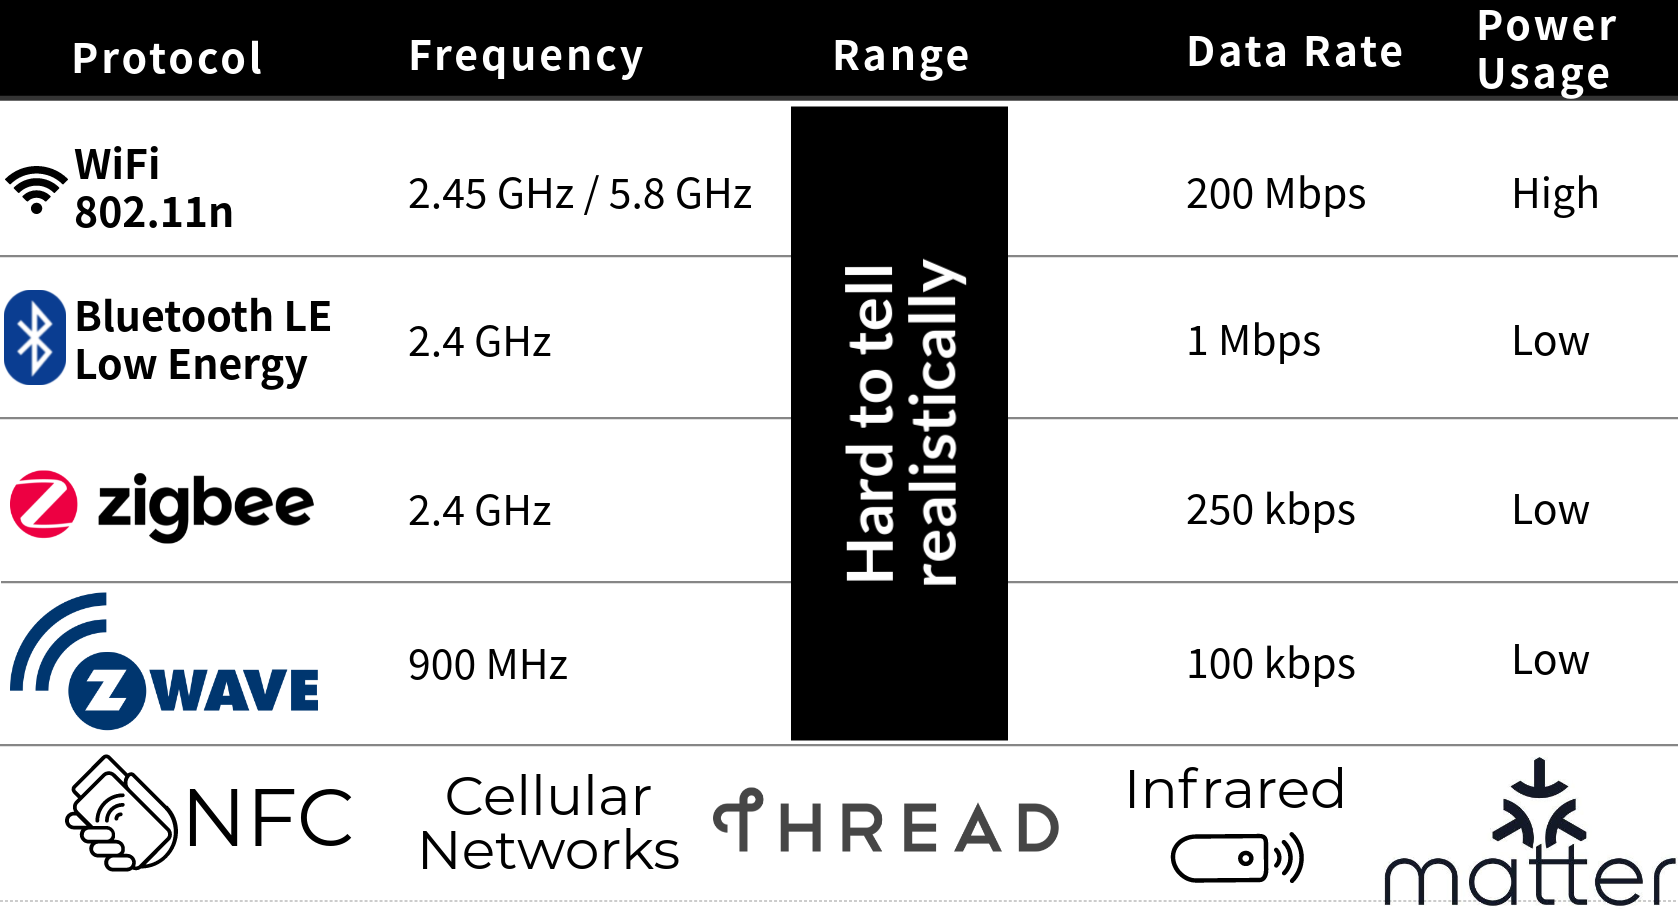 Protocol
Frequency
Range
Data Rate
Power
Usage
WiFi
802.11n
2.45 GHz / 5.8 GHz
200 Mbps
High
Bluetooth LE
Low Energy
2.4 GHz
1 Mbps
Low
Hard to tell
realistically
zigbee
2.4 GHz
250 kbps
Low
Z WAVE
900 MHz
100 kbps
Low
NFC
Cellular
Networks
THREAD
Infrared
matter